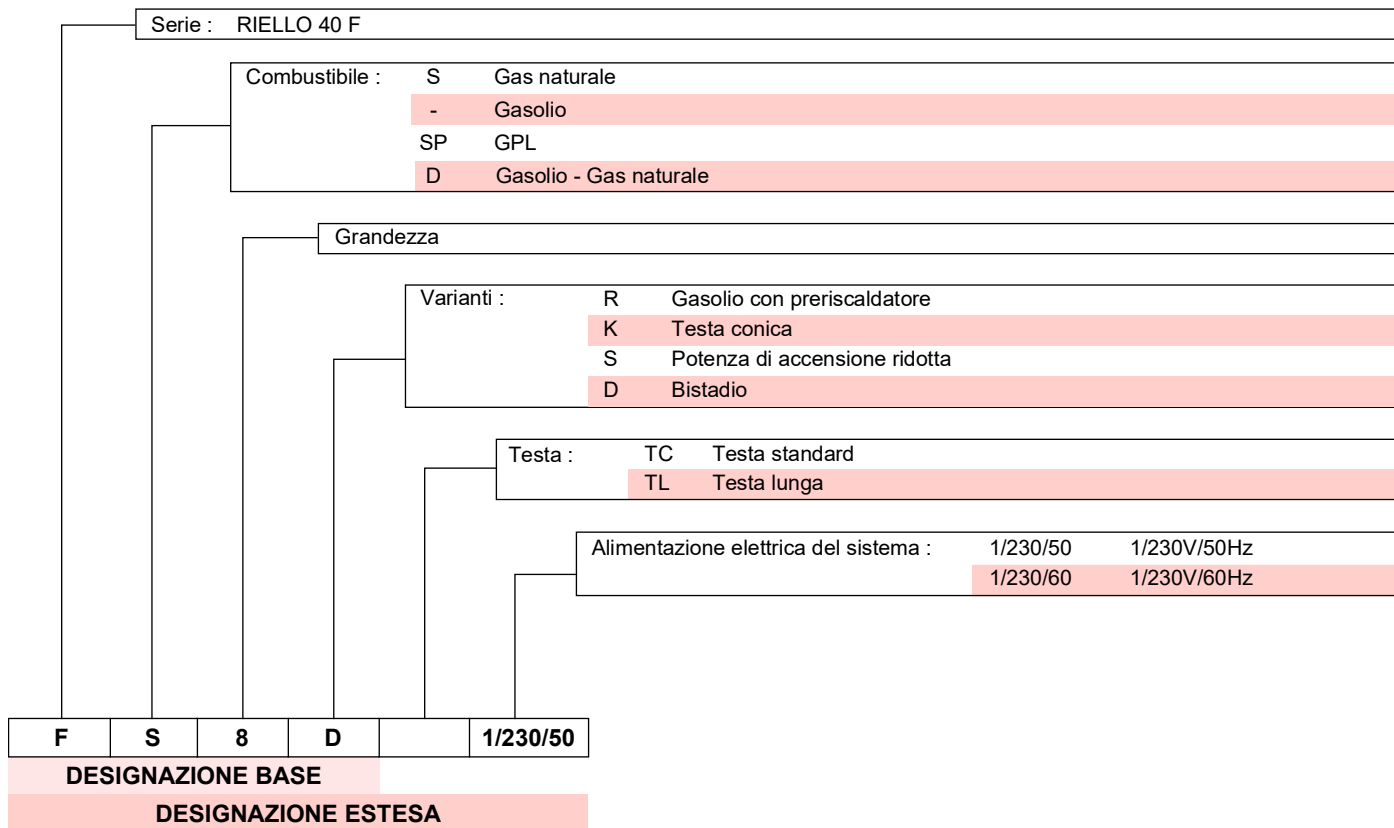 Serie : RIELLO 40 F
Combustibile : S Gas naturale
- Gasolio
SP GPL
D Gasolio - Gas naturale
Grandezza
Varianti : R Gasolio con preriscaldatore
K Testa conica
S Potenza di accensione ridotta
D Bistadio
Testa : TC Testa standard
TL Testa lunga
Alimentazione elettrica del sistema : 1/230/50 1/230V/50Hz
1/230/60 1/230V/60Hz
F S 8 D 1/230/50
DESIGNAZIONE BASE
DESIGNAZIONE ESTESA